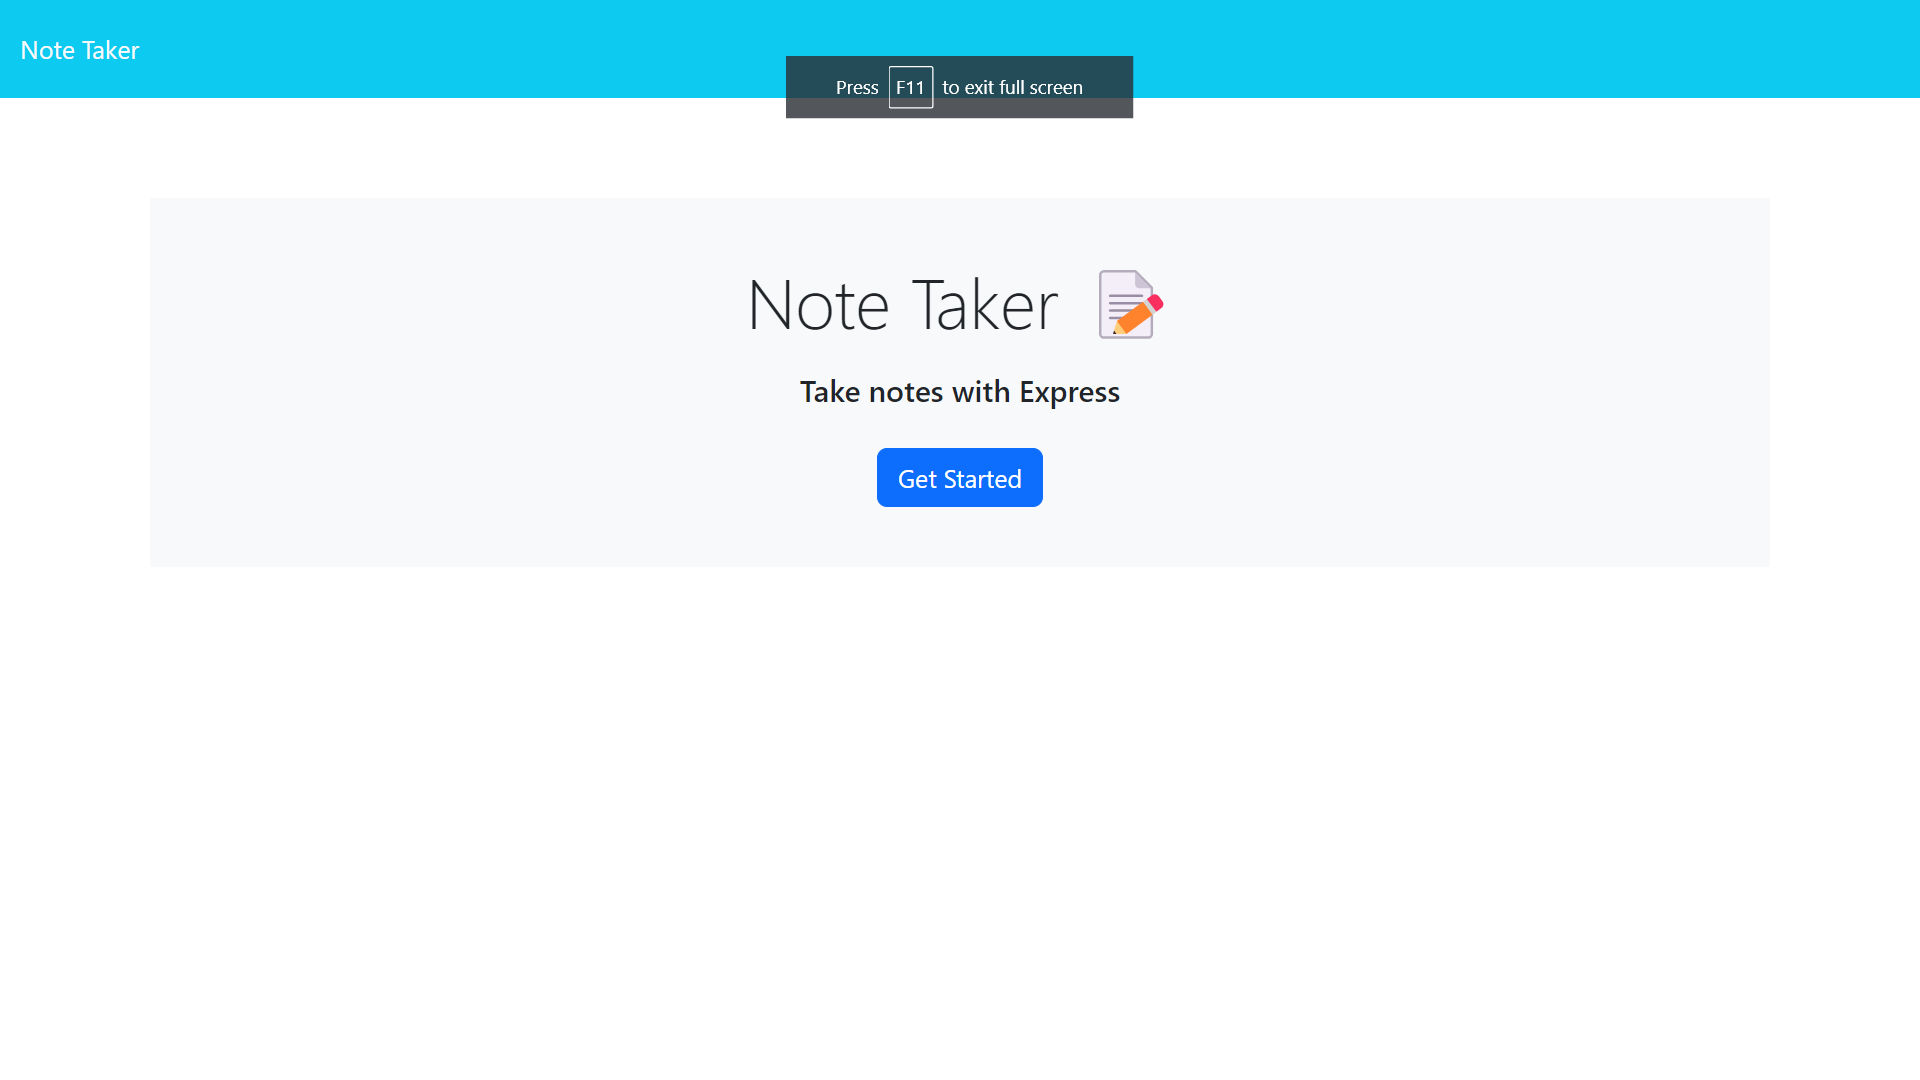 Note Taker
Press F11 to exit full screen
Note Taker
Take notes with Express
Get Started